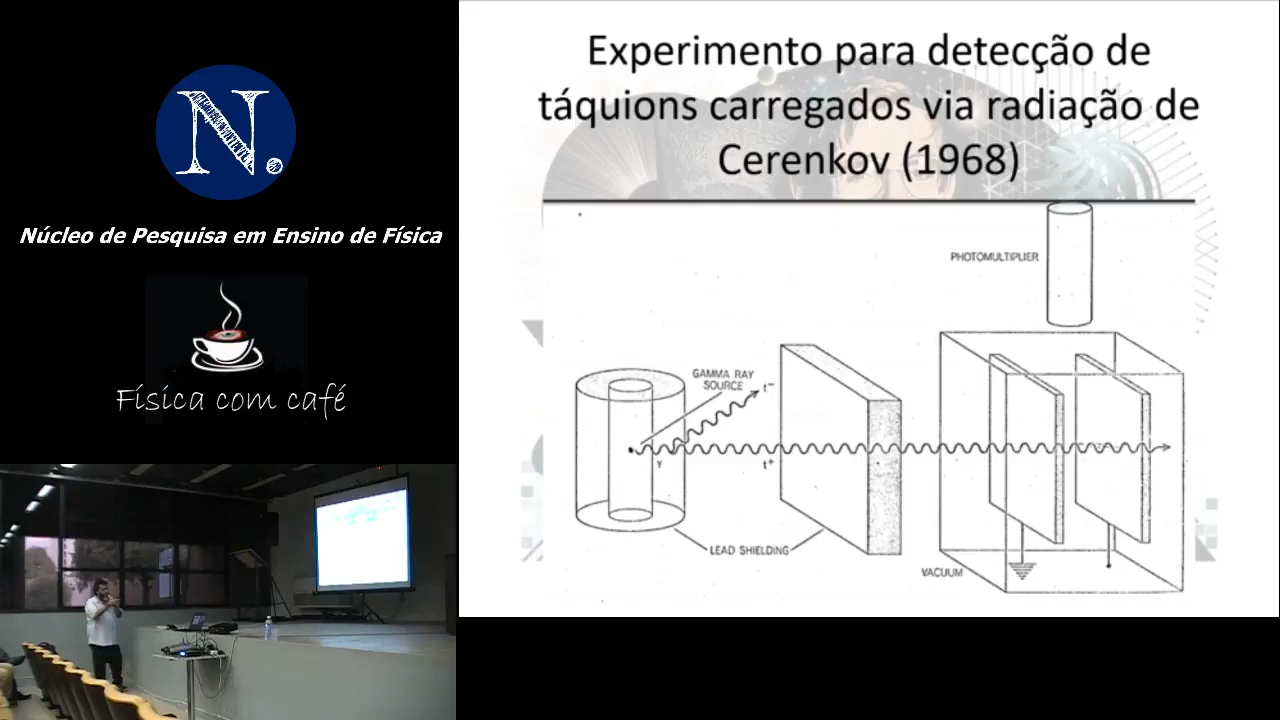 N.
Núcleo de Pesquisa em Ensino de Física
Física com café
Experimento para detecção de
táquions carregados via radiação de
Cerenkov (1968)
PHOTOMULTIPLIER
GAMMA RAY
SOURCE
t⁻
γ
t⁺
LEAD SHIELDING
VACUUM